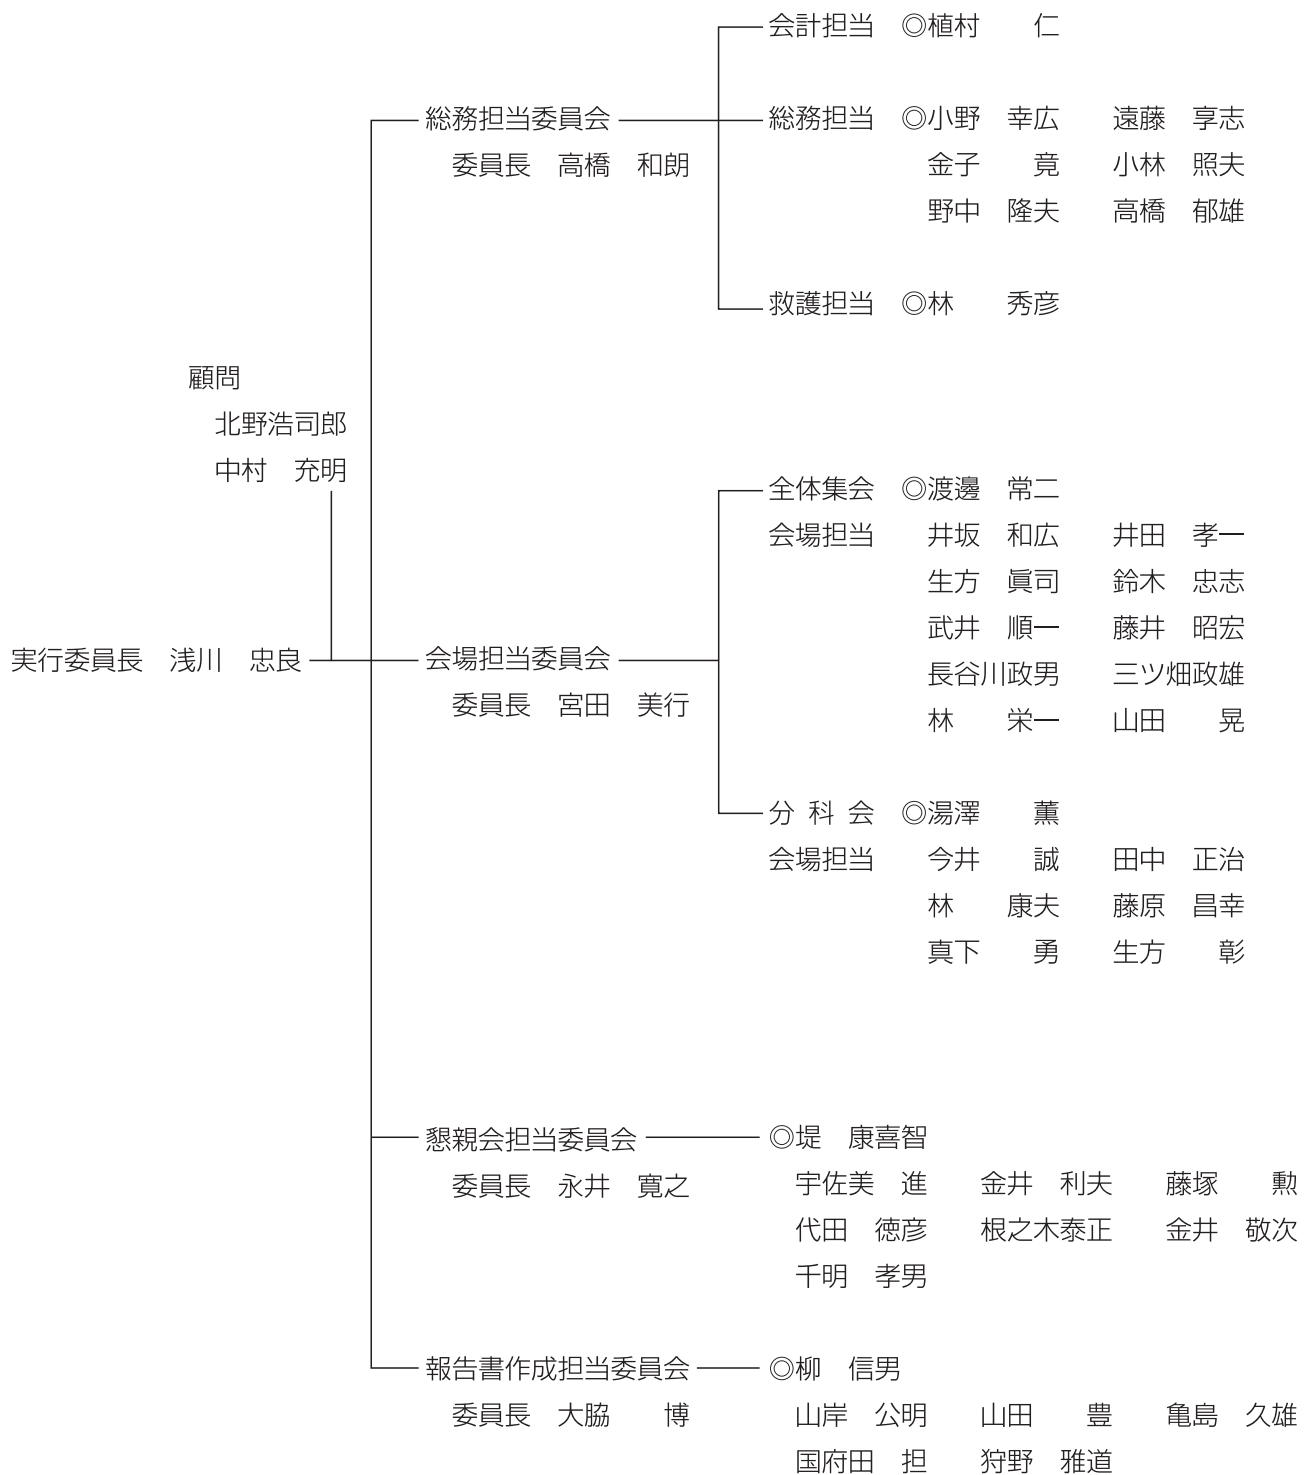 会計担当　◎植村　　仁
総務担当委員会
委員長　高橋　和朗
総務担当　◎小野　幸広　　遠藤　享志
金子　　竟　　小林　照夫
野中　隆夫　　高橋　郁雄
救護担当　◎林　　秀彦
顧問
北野浩司郎
中村　充明
実行委員長　浅川　忠良
会場担当委員会
委員長　宮田　美行
全体集会　◎渡邊　常二
会場担当　　井坂　和広　　井田　孝一
生方　眞司　　鈴木　忠志
武井　順一　　藤井　昭宏
長谷川政男　　三ツ畑政雄
林　　栄一　　山田　　晃
分 科 会　◎湯澤　　薫
会場担当　　今井　　誠　　田中　正治
林　　康夫　　藤原　昌幸
真下　　勇　　生方　　彰
懇親会担当委員会
委員長　永井　寛之
◎堤　康喜智
宇佐美　進　　金井　利夫　　藤塚　　勲
代田　徳彦　　根之木泰正　　金井　敬次
千明　孝男
報告書作成担当委員会
委員長　大脇　　博
◎柳　信男
山岸　公明　　山田　　豊　　亀島　久雄
国府田　担　　狩野　雅道